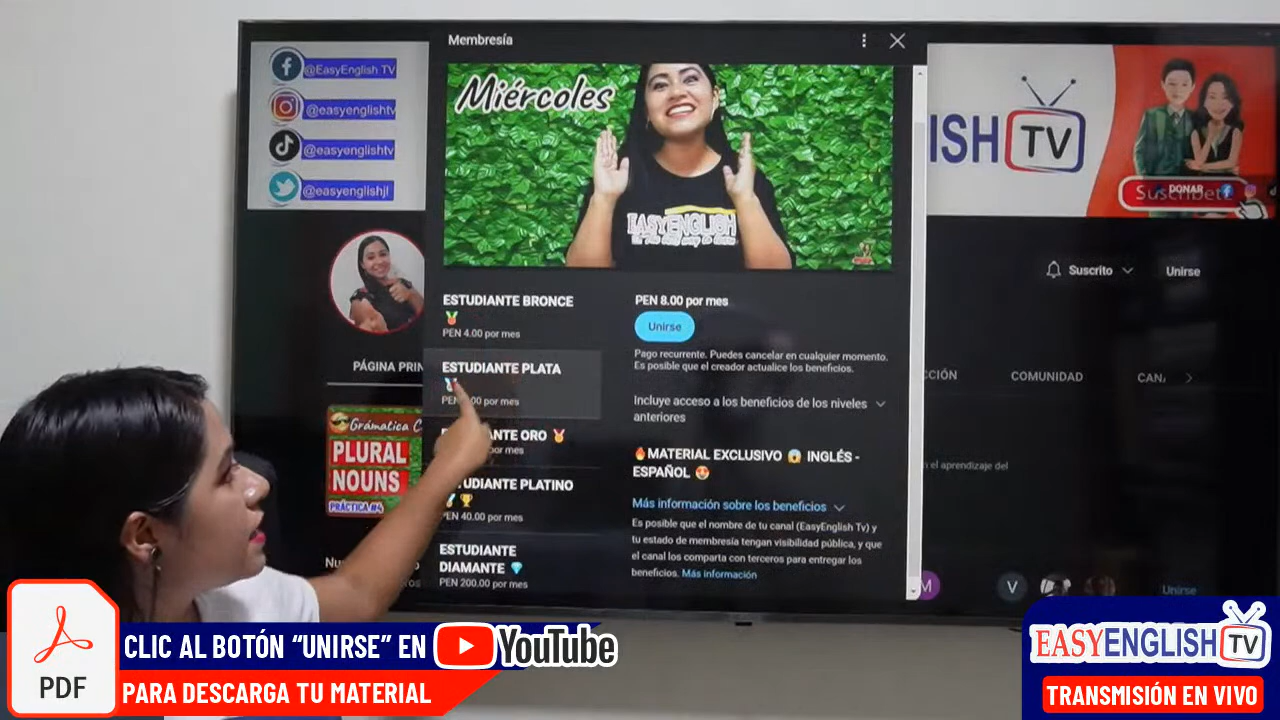 Membresía
@EasyEnglish TV
@easyenglishtv
@easyenglishtv
@easyenglishjl
Miércoles
EASYENGLISH
ISH TV
DONAR
Suscríbete
Suscrito
Unirse
ESTUDIANTE BRONCE
PEN 4.00 por mes
ESTUDIANTE PLATA
PEN .00 por mes
ANTE ORO
por mes
STUDIANTE PLATINO
PEN 40.00 por mes
ESTUDIANTE
DIAMANTE
PEN 200.00 por mes
PEN 8.00 por mes
Unirse
Pago recurrente. Puedes cancelar en cualquier momento.
Es posible que el creador actualice los beneficios.
Incluye acceso a los beneficios de los niveles
anteriores
MATERIAL EXCLUSIVO INGLÉS -
ESPAÑOL
Más información sobre los beneficios
Es posible que el nombre de tu canal (EasyEnglish Tv) y
tu estado de membresía tengan visibilidad pública, y que
el canal los comparta con terceros para entregar los
beneficios. Más información
PÁGINA PRIN
CCIÓN
COMUNIDAD
CANA
Gramática C
PLURAL
NOUNS
PRÁCTICA #4
n el aprendizaje del
Nu
ros
M
V
Unirse
PDF
CLIC AL BOTÓN “UNIRSE” EN YouTube
PARA DESCARGA TU MATERIAL
EASYENGLISH TV
TRANSMISIÓN EN VIVO